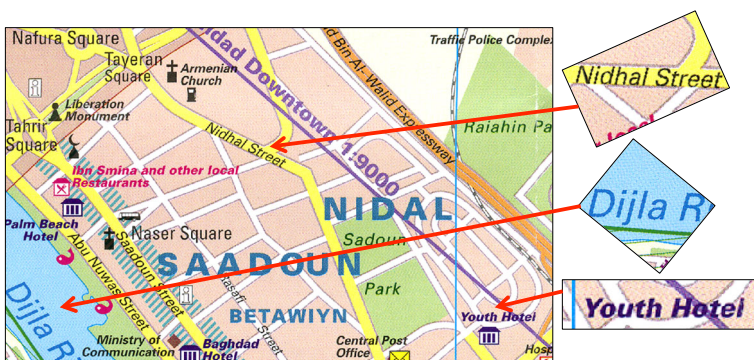 Nafura Square
Tayeran
Square
Armenian
Church
Liberation
Monument
Tahrir
Square
Ibn Smina and other local
Restaurants
Palm Beach
Hotel
Naser Square
Nidhal Street
Downtown 1:9000
Bin Al- Walid Expressway
Traffic Police
Raiahin
NIDAL
SAADOUN
Sadoun
Park
BETAWIYN
Abu Nuwas Street
Saadoun Street
Street
Dijla R
Ministry of
Communication
Baghdad
Hotel
Central Post
Office
Youth Hotel
Nidhal Street
local
Dijla R
Youth Hotel